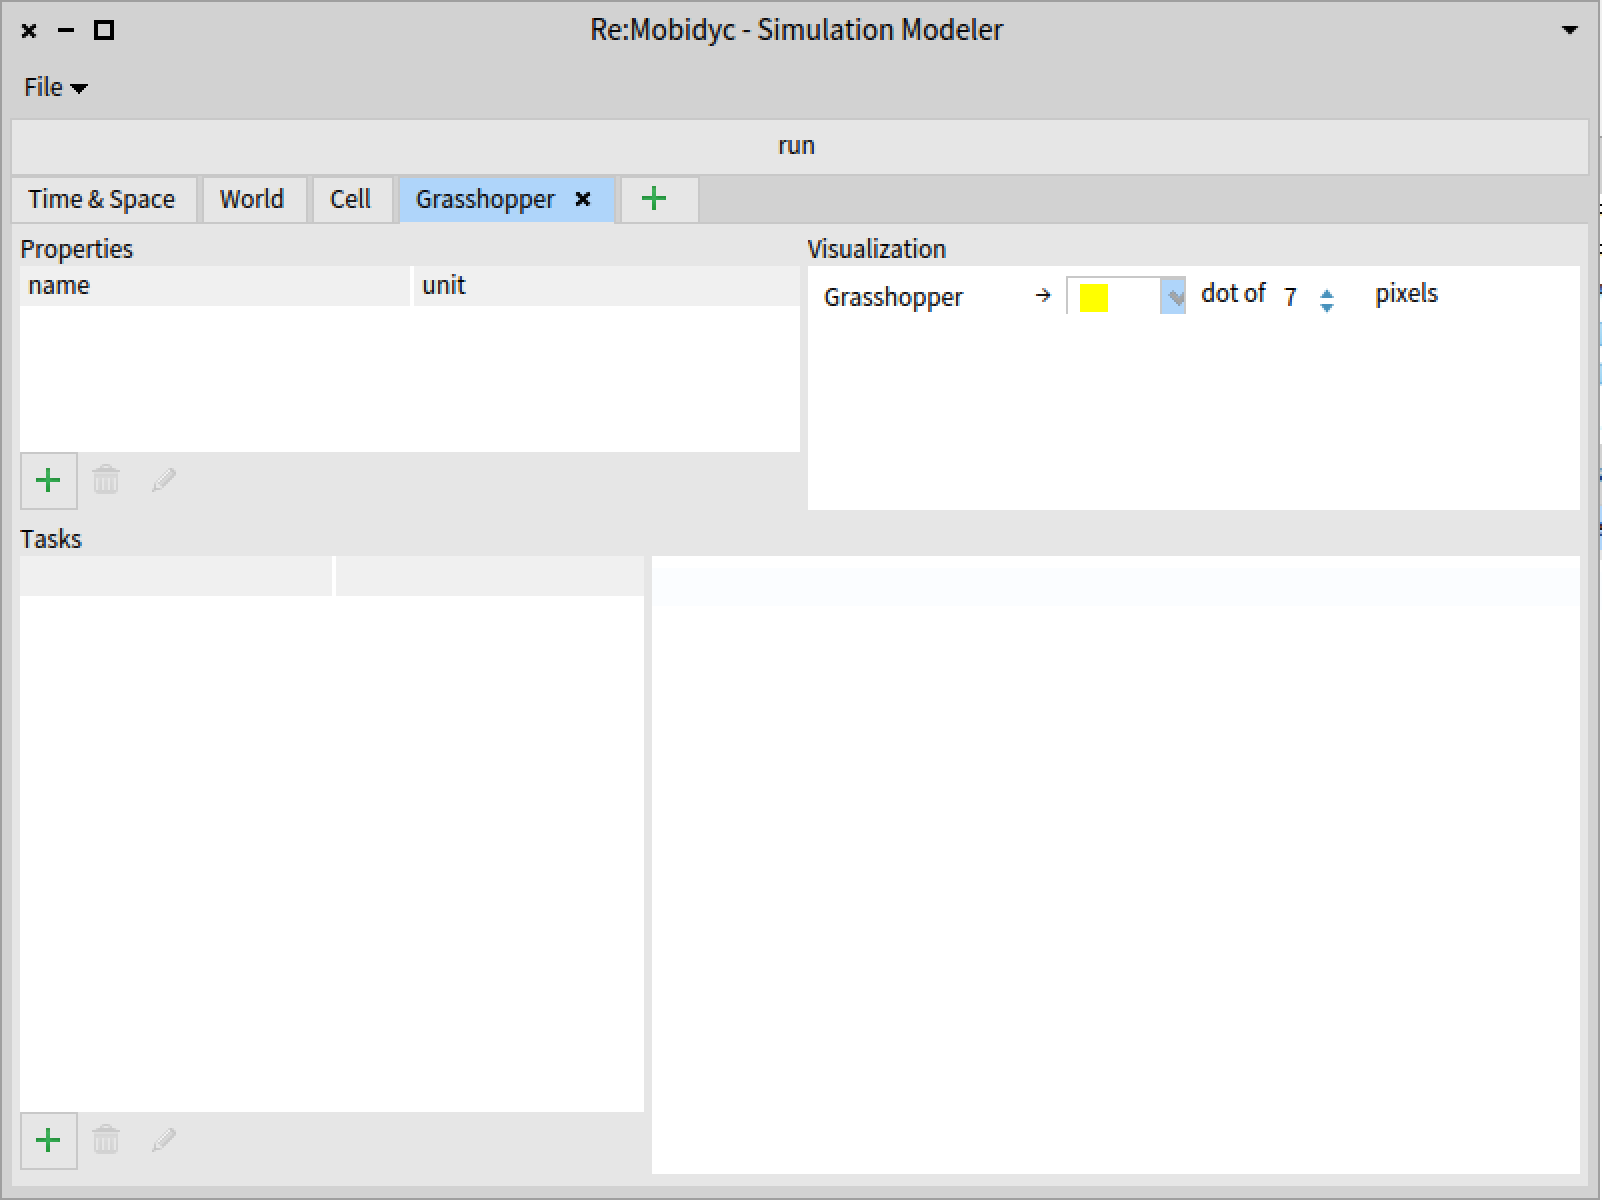 Re:Mobidyc - Simulation Modeler
File
run
Time & Space World Cell Grasshopper
Properties
name unit
Visualization
Grasshopper → dot of 7 pixels
Tasks